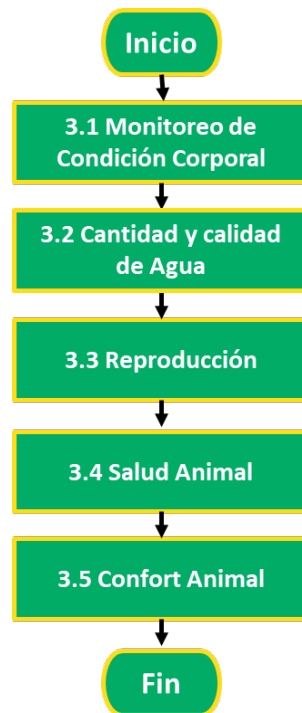 Inicio
3.1 Monitoreo de
Condición Corporal
3.2 Cantidad y calidad
de Agua
3.3 Reproducción
3.4 Salud Animal
3.5 Confort Animal
Fin